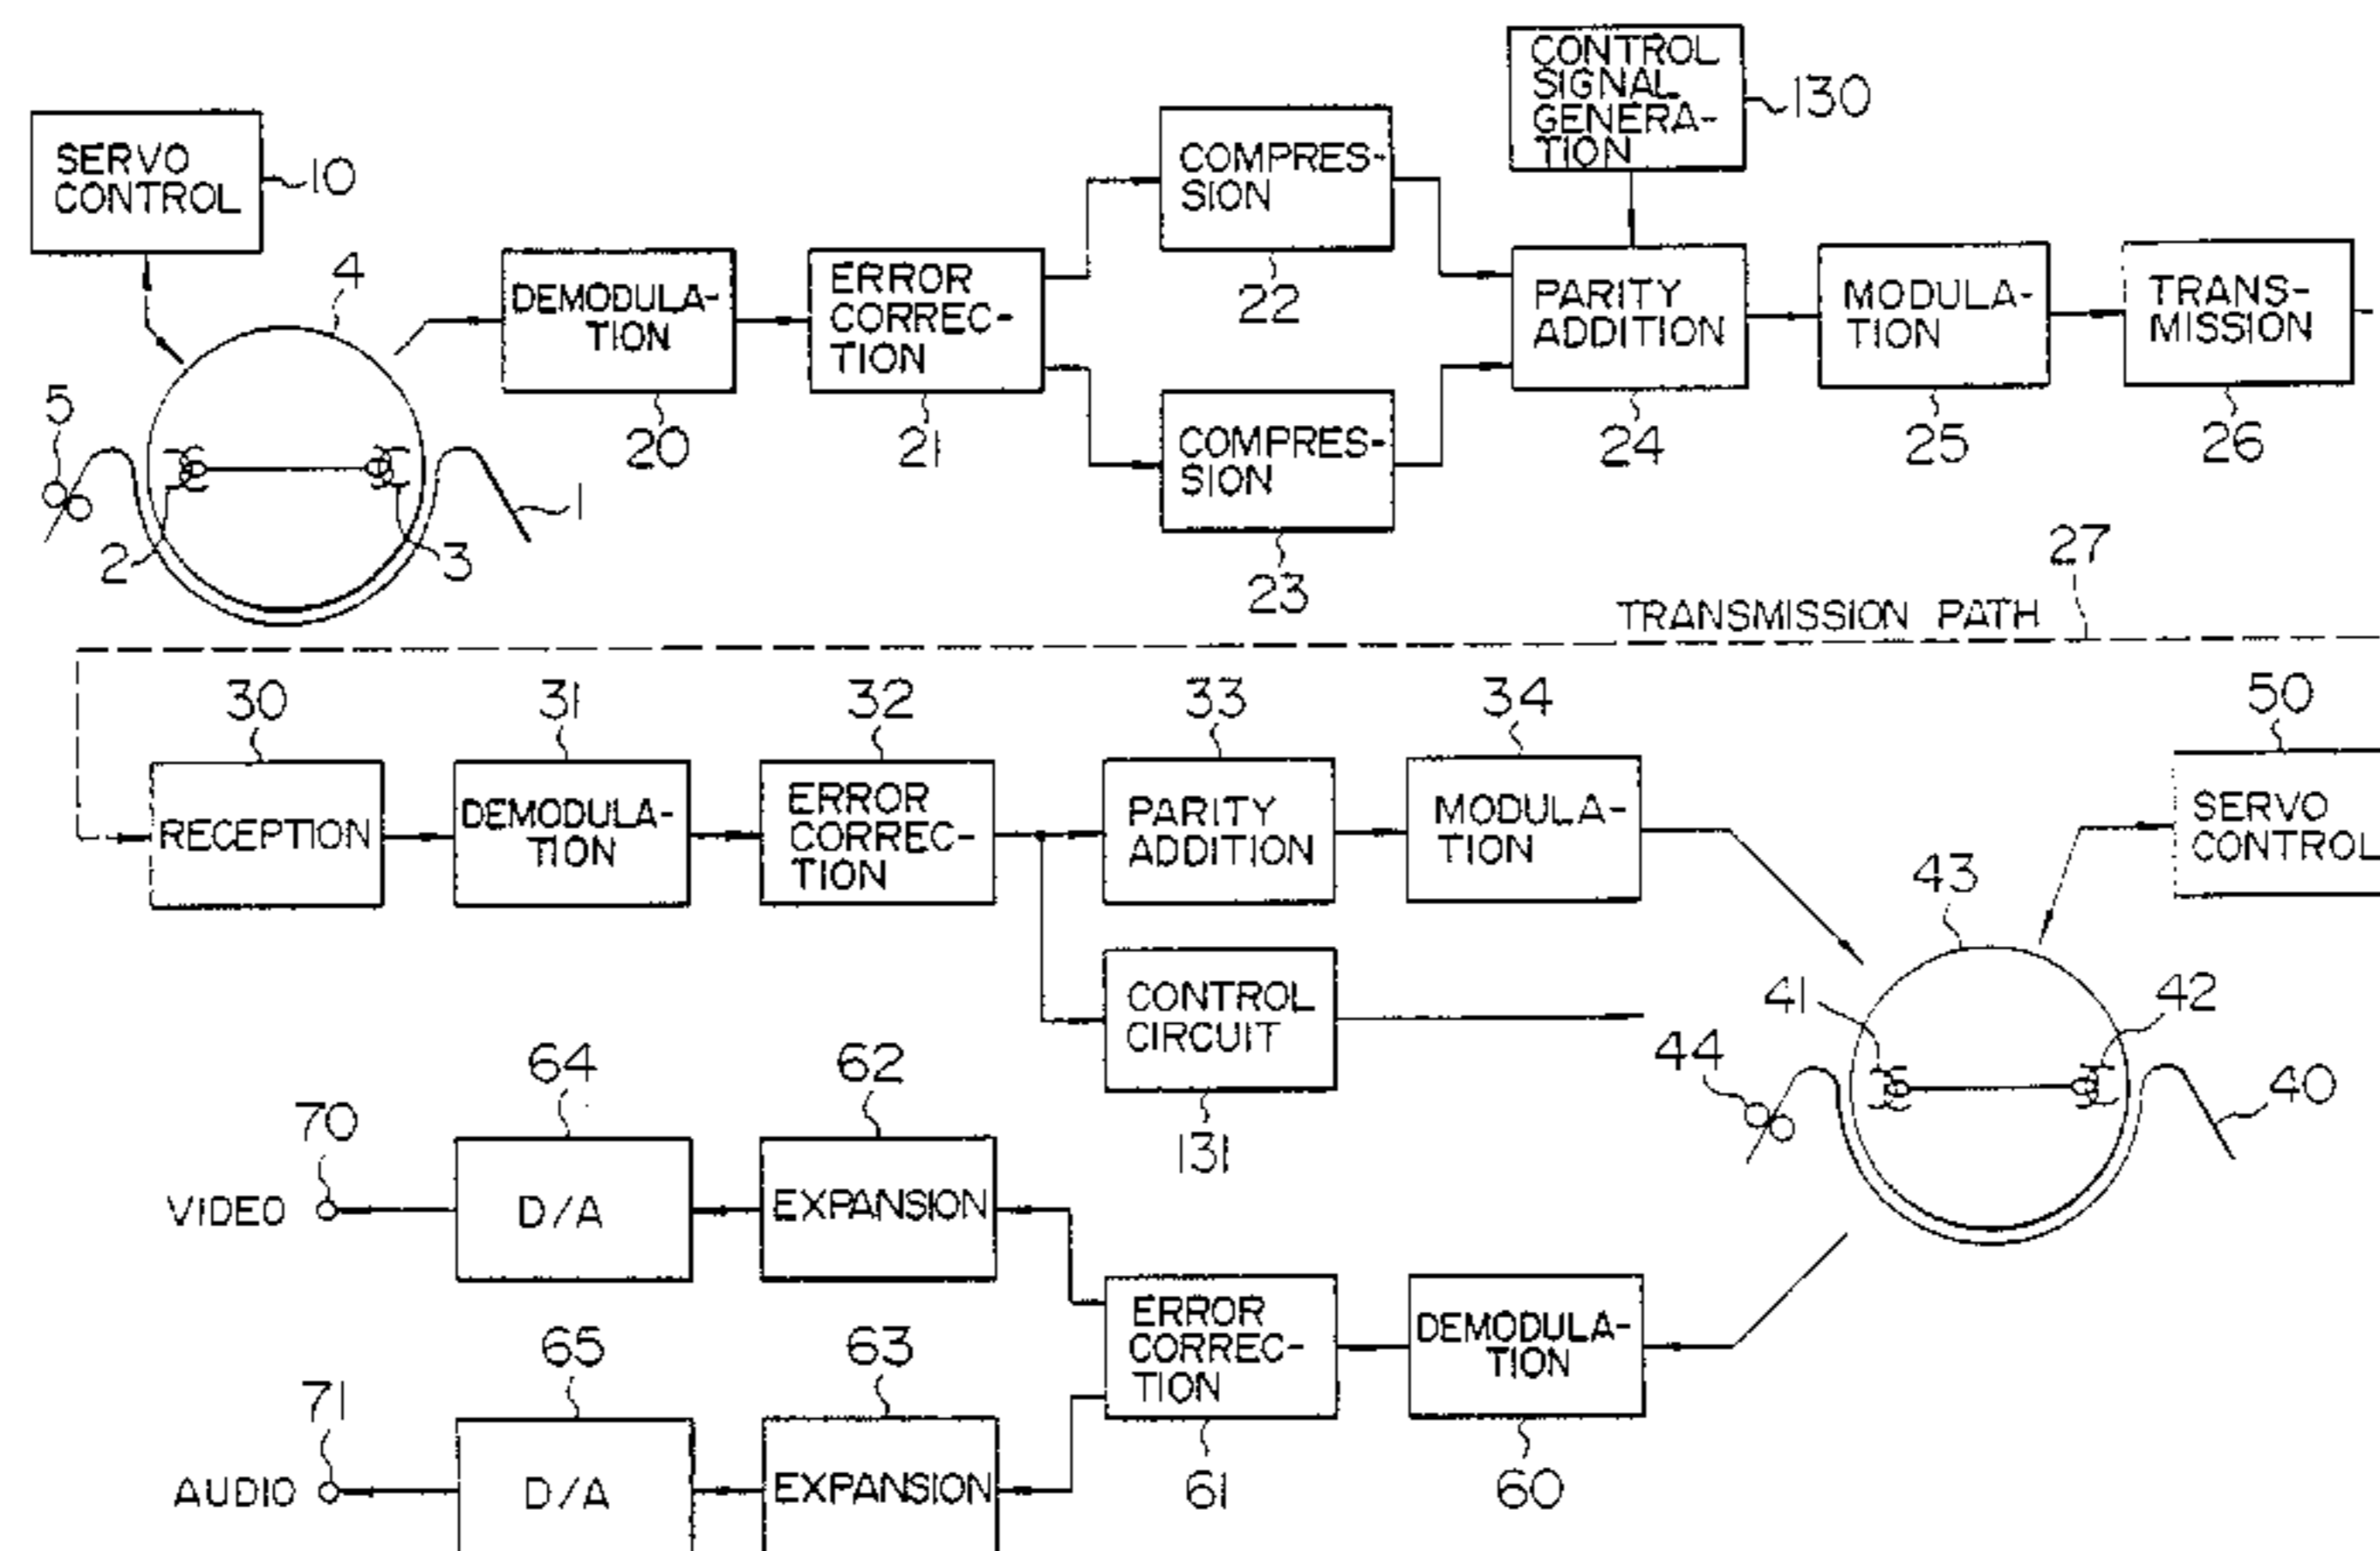 CONTROL
SIGNAL
GENERA-
TION
130
SERVO
CONTROL
10
4
COMPRES-
SION
22
DEMODULA-
TION
20
ERROR
CORREC-
TION
21
PARITY
ADDITION
24
MODULA-
TION
25
TRANS-
MISSION
26
5
1
2
3
COMPRES-
SION
23
27
TRANSMISSION PATH
30
RECEPTION
31
DEMODULA-
TION
32
ERROR
CORREC-
TION
33
PARITY
ADDITION
34
MODULA-
TION
50
SERVO
CONTROL
43
41
42
44
40
CONTROL
CIRCUIT
131
64
62
70
VIDEO
D/A
EXPANSION
ERROR
CORREC-
TION
61
DEMODULA-
TION
60
65
63
71
AUDIO
D/A
EXPANSION